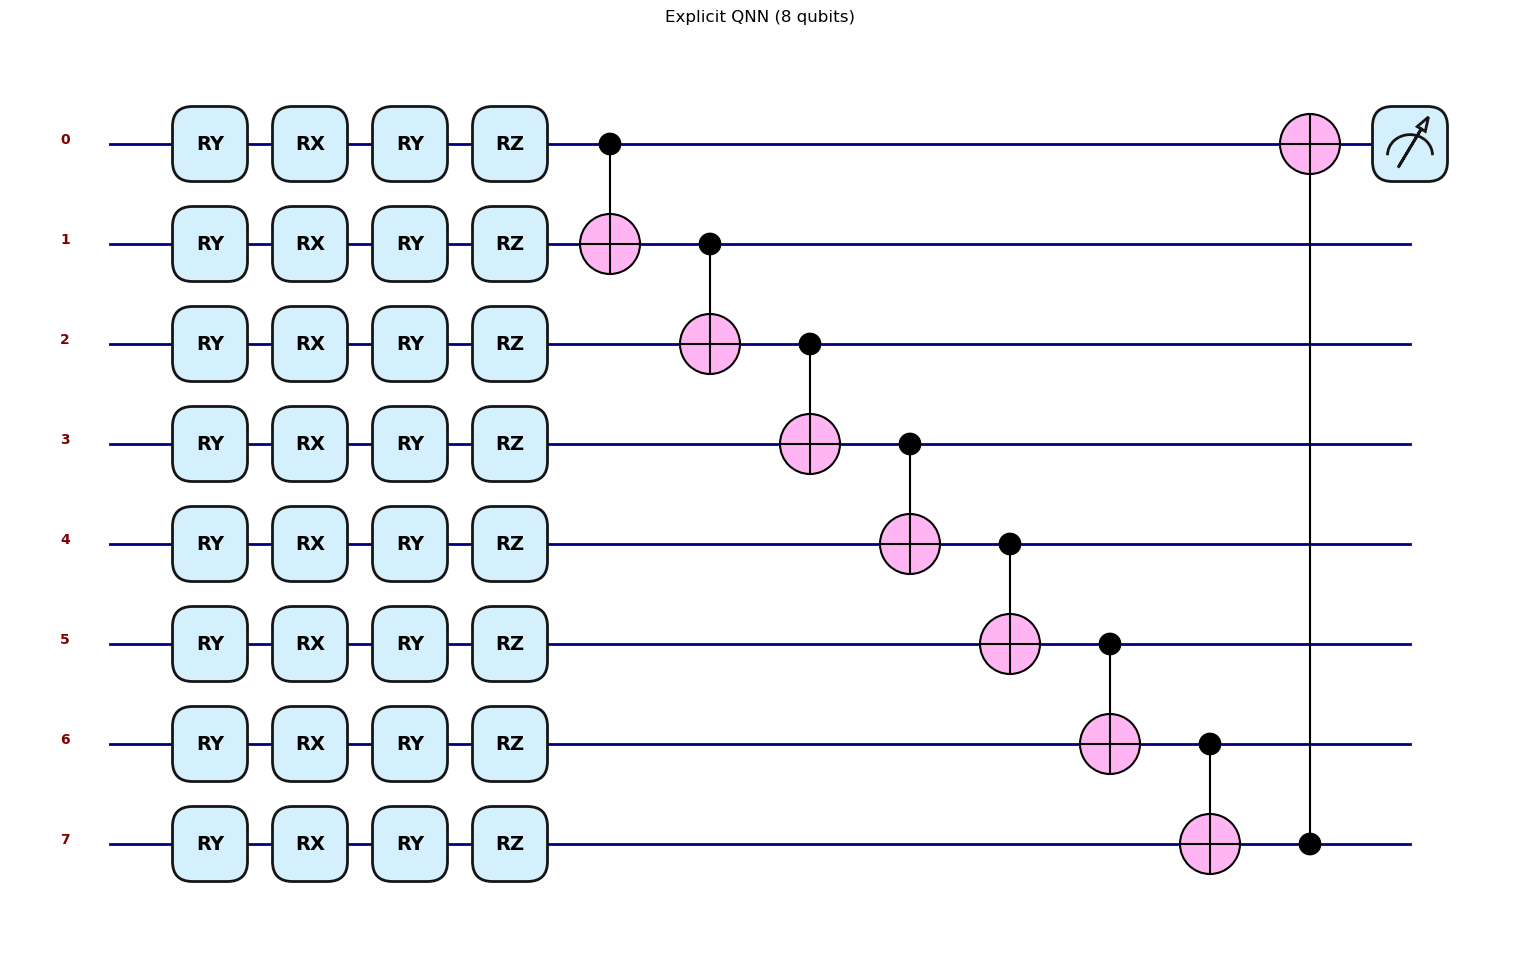 Explicit QNN (8 qubits)
0 RY RX RY RZ
1 RY RX RY RZ
2 RY RX RY RZ
3 RY RX RY RZ
4 RY RX RY RZ
5 RY RX RY RZ
6 RY RX RY RZ
7 RY RX RY RZ